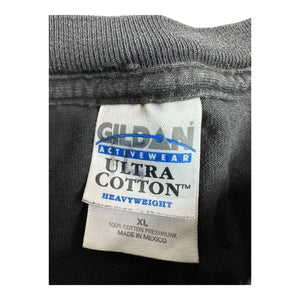 GILDAN
ACTIVEWEAR
ULTRA
COTTON™
HEAVYWEIGHT
XL
100% COTTON PRESHRUNK
MADE IN MEXICO